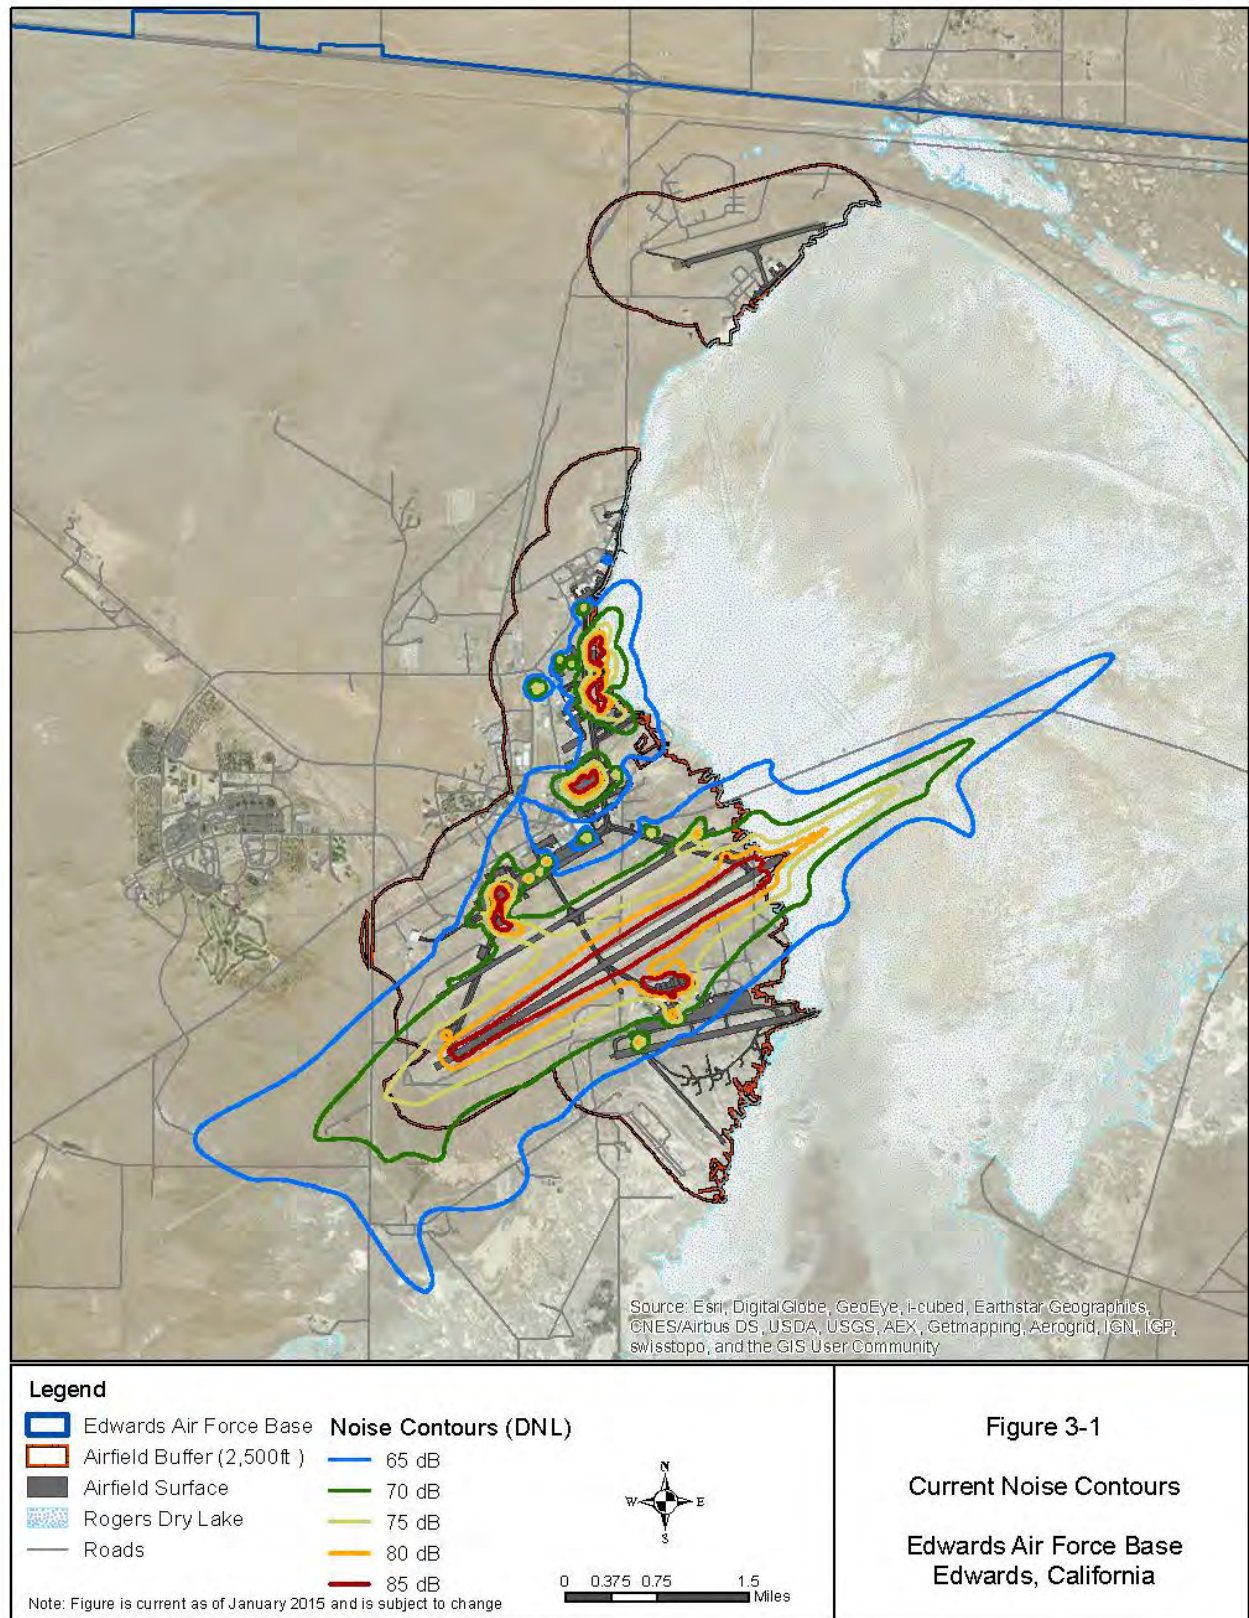 Source: Esri, DigitalGlobe, GeoEye, i-cubed, Earthstar Geographics,
CNES/Airbus DS, USDA, USGS, AEX, Getmapping, Aerogrid, IGN, IGP,
swisstopo, and the GIS User Community
Legend
Edwards Air Force Base
Airfield Buffer (2,500ft )
Airfield Surface
Rogers Dry Lake
Roads
Note: Figure is current as of January 2015 and is subject to change
Noise Contours (DNL)
65 dB
70 dB
75 dB
80 dB
85 dB
N
W E
S
0 0.375 0.75 1.5
Miles
Figure 3-1
Current Noise Contours
Edwards Air Force Base
Edwards, California